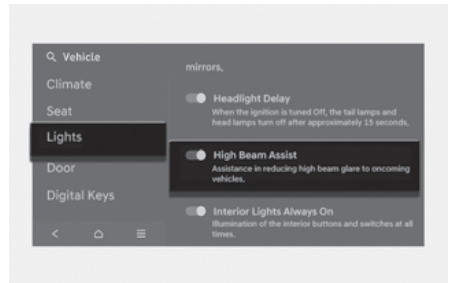 Vehicle
Climate
Seat
Lights
Door
Digital Keys
mirrors.
Headlight Delay
When the ignition is tuned Off, the tail lamps and
head lamps turn off after approximately 15 seconds.
High Beam Assist
Assistance in reducing high beam glare to oncoming
vehicles.
Interior Lights Always On
Illumination of the interior buttons and switches at all
times.